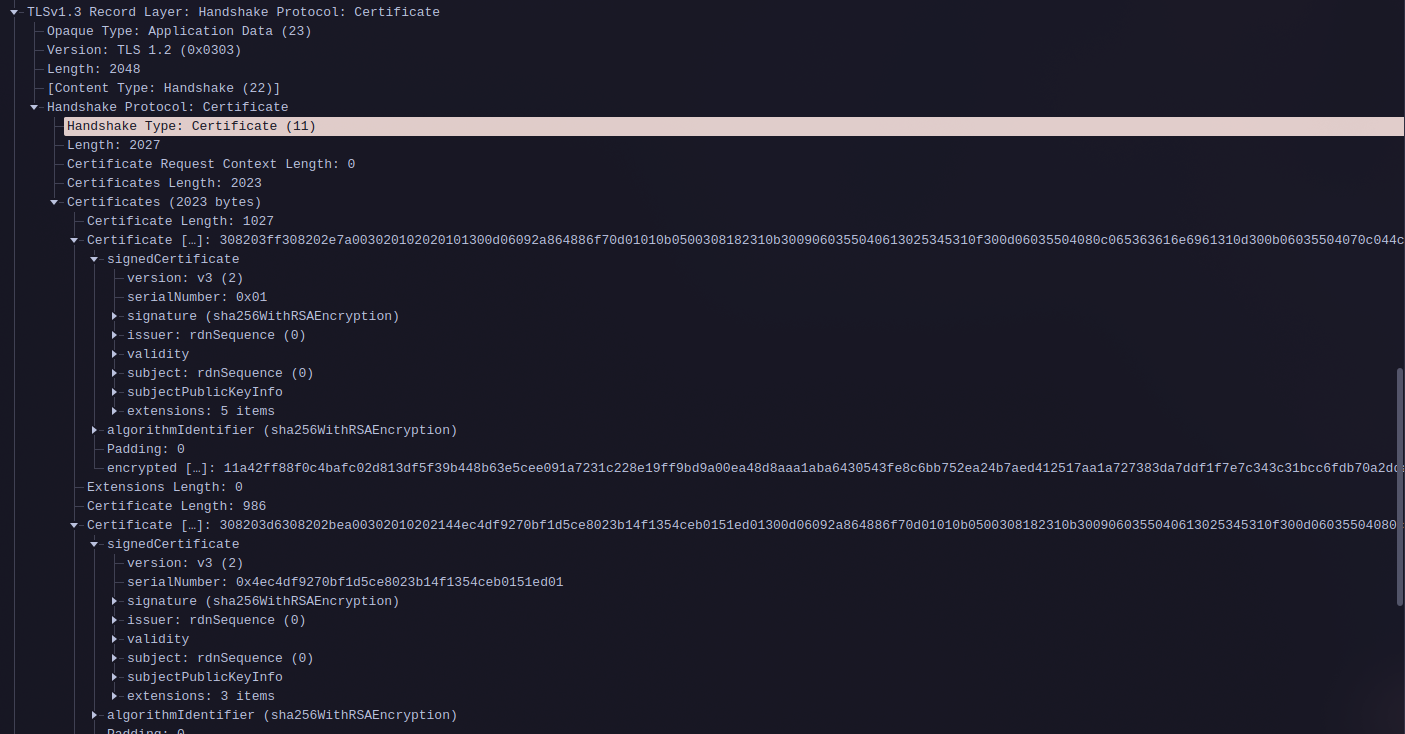 TLSv1.3 Record Layer: Handshake Protocol: Certificate
Opaque Type: Application Data (23)
Version: TLS 1.2 (0x0303)
Length: 2048
[Content Type: Handshake (22)]
Handshake Protocol: Certificate
Handshake Type: Certificate (11)
Length: 2027
Certificate Request Context Length: 0
Certificates Length: 2023
Certificates (2023 bytes)
Certificate Length: 1027
Certificate […]: 308203ff308202e7a003020102020101300d06092a864886f70d01010b0500308182310b3009060355040613025345310f300d06035504080c065363616e6961310d300b06035504070c044c
signedCertificate
version: v3 (2)
serialNumber: 0x01
signature (sha256WithRSAEncryption)
issuer: rdnSequence (0)
validity
subject: rdnSequence (0)
subjectPublicKeyInfo
extensions: 5 items
algorithmIdentifier (sha256WithRSAEncryption)
Padding: 0
encrypted […]: 11a42ff88f0c4bafc02d813df5f39b448b63e5cee091a7231c228e19ff9bd9a00ea48d8aaa1aba6430543fe8c6bb752ea24b7aed412517aa1a727383da7ddf1f7e7c343c31bcc6fdb70a2dca
Extensions Length: 0
Certificate Length: 986
Certificate […]: 308203d6308202bea00302010202144ec4df9270bf1d5ce8023b14f1354ceb0151ed01300d06092a864886f70d01010b0500308182310b3009060355040613025345310f300d06035504080c
signedCertificate
version: v3 (2)
serialNumber: 0x4ec4df9270bf1d5ce8023b14f1354ceb0151ed01
signature (sha256WithRSAEncryption)
issuer: rdnSequence (0)
validity
subject: rdnSequence (0)
subjectPublicKeyInfo
extensions: 3 items
algorithmIdentifier (sha256WithRSAEncryption)
Padding: 0